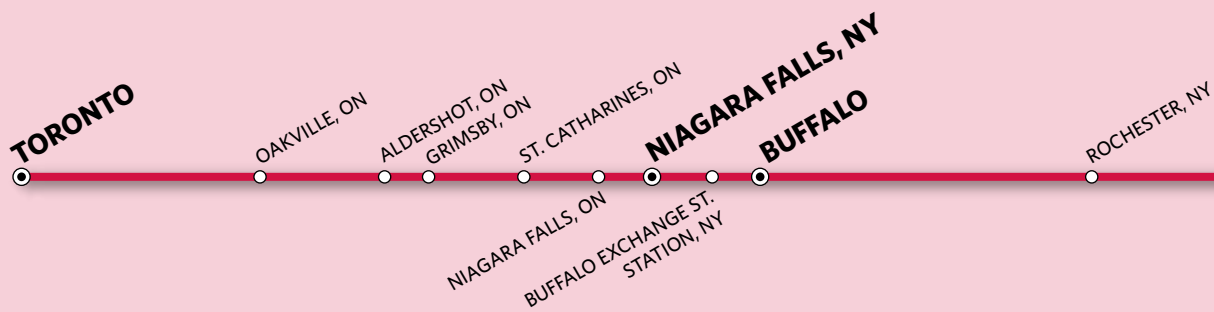 TORONTO
OAKVILLE, ON
ALDERSHOT, ON
GRIMSBY, ON
ST. CATHARINES, ON
NIAGARA FALLS, ON
NIAGARA FALLS, NY
BUFFALO EXCHANGE ST.
STATION, NY
BUFFALO
ROCHESTER, NY